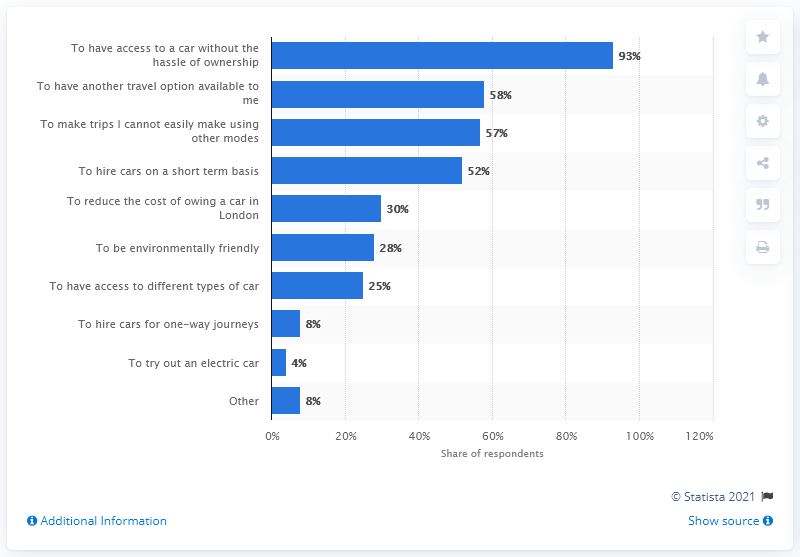 To have access to a car without the
hassle of ownership
93%
To have another travel option available to
me
58%
To make trips I cannot easily make using
other modes
57%
To hire cars on a short term basis
52%
To reduce the cost of owing a car in
London
30%
To be environmentally friendly
28%
To have access to different types of car
25%
To hire cars for one-way journeys
8%
To try out an electric car
4%
Other
8%
0% 20% 40% 60% 80% 100% 120%
Share of respondents
© Statista 2021
Additional Information
Show source